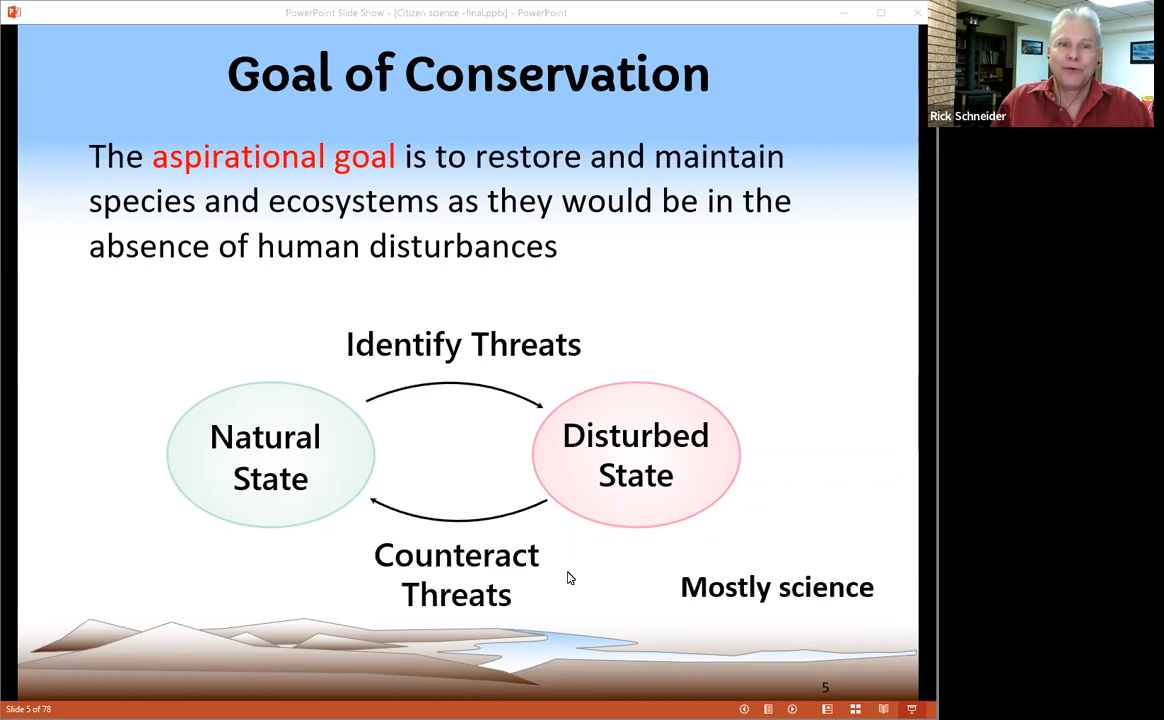 PowerPoint Slide Show - [Citizen science -final.pptx] - PowerPoint
Goal of Conservation
The aspirational goal is to restore and maintain
species and ecosystems as they would be in the
absence of human disturbances
Identify Threats
Natural
State
Disturbed
State
Counteract
Threats
Mostly science
5
Slide 5 of 78
Rick Schneider